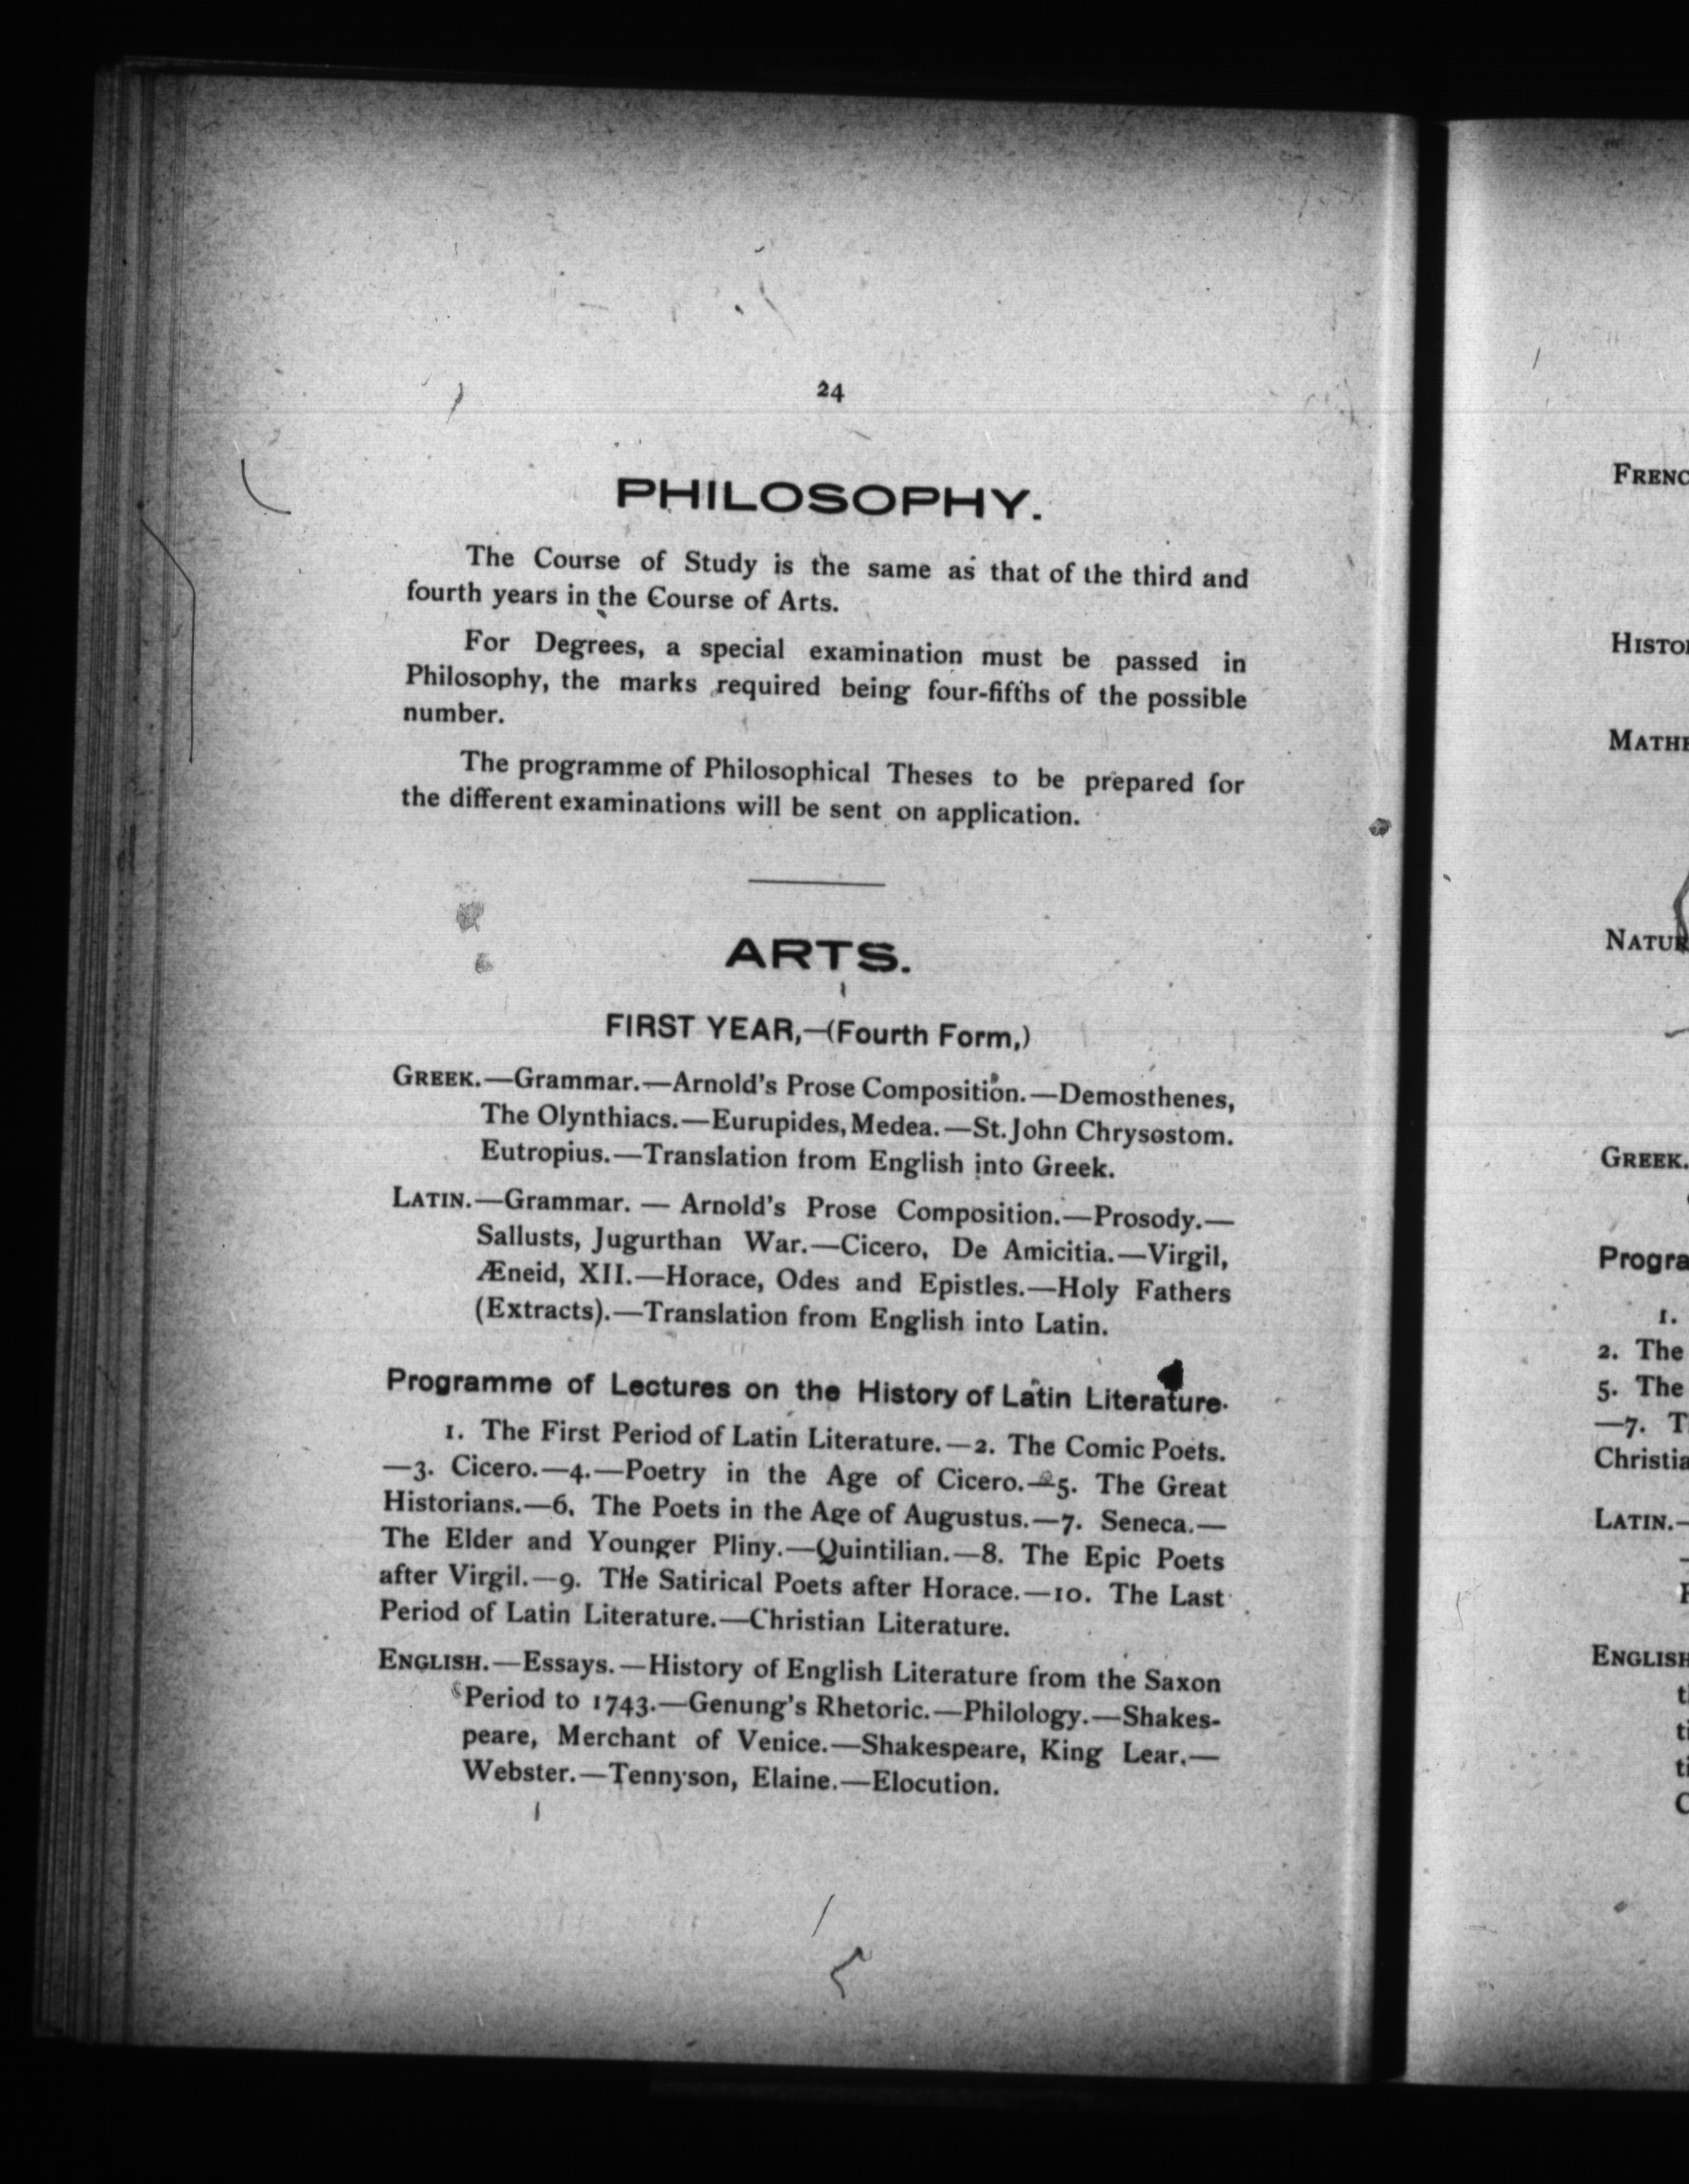 24
PHILOSOPHY.
The Course of Study is the same as that of the third and
fourth years in the Course of Arts.
For Degrees, a special examination must be passed in
Philosophy, the marks required being four-fifths of the possible
number.
The programme of Philosophical Theses to be prepared for
the different examinations will be sent on application.
ARTS.
FIRST YEAR,—(Fourth Form,)
GREEK.—Grammar.—Arnold's Prose Composition.—Demosthenes,
The Olynthiacs.—Eurupides, Medea.—St. John Chrysostom.
Eutropius.—Translation from English into Greek.
LATIN.—Grammar. — Arnold's Prose Composition.—Prosody.—
Sallusts, Jugurthan War.—Cicero, De Amicitia.—Virgil,
Æneid, XII.—Horace, Odes and Epistles.—Holy Fathers
(Extracts).—Translation from English into Latin.
Programme of Lectures on the History of Latin Literature.
1. The First Period of Latin Literature.—2. The Comic Poets.
—3. Cicero.—4.—Poetry in the Age of Cicero.—5. The Great
Historians.—6. The Poets in the Age of Augustus.—7. Seneca.—
The Elder and Younger Pliny.—Quintilian.—8. The Epic Poets
after Virgil.—9. The Satirical Poets after Horace.—10. The Last
Period of Latin Literature.—Christian Literature.
ENGLISH.—Essays.—History of English Literature from the Saxon
Period to 1743.—Genung's Rhetoric.—Philology.—Shakes-
peare, Merchant of Venice.—Shakespeare, King Lear.—
Webster.—Tennyson, Elaine.—Elocution.
GREEK.
1.
2. The
5. The
—7.
LATIN.—